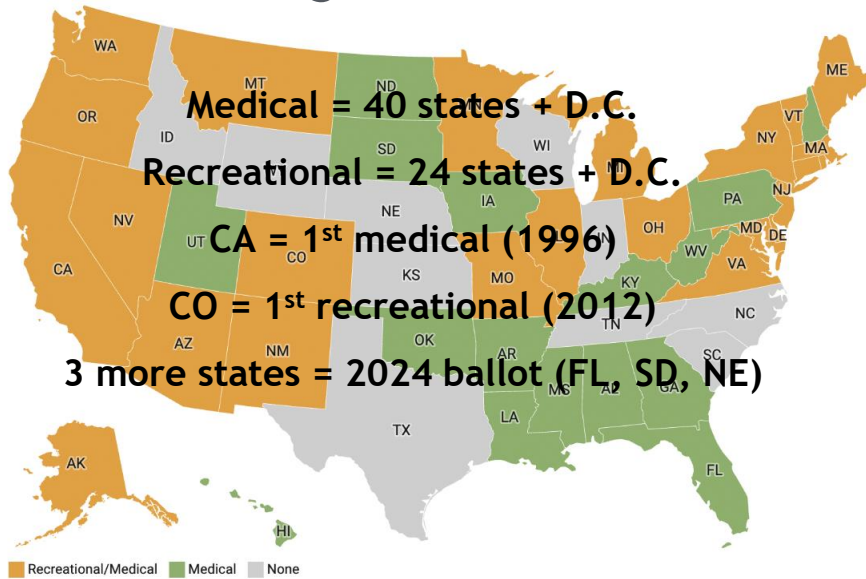 WA
MT
ND
ME
Medical = 40 states + D.C.
OR
ID
WI
VT
NY
MA
SD
MI
Recreational = 24 states + D.C.
NE
IA
PA
NJ
NV
OH
MD
DE
UT
CA = 1st medical (1996)
CO
WV
CA
KS
MO
KY
VA
CO = 1st recreational (2012)
NC
TN
AZ
NM
OK
AR
SC
3 more states = 2024 ballot (FL, SD, NE)
MS
AL
GA
LA
TX
AK
FL
HI
Recreational/Medical
Medical
None